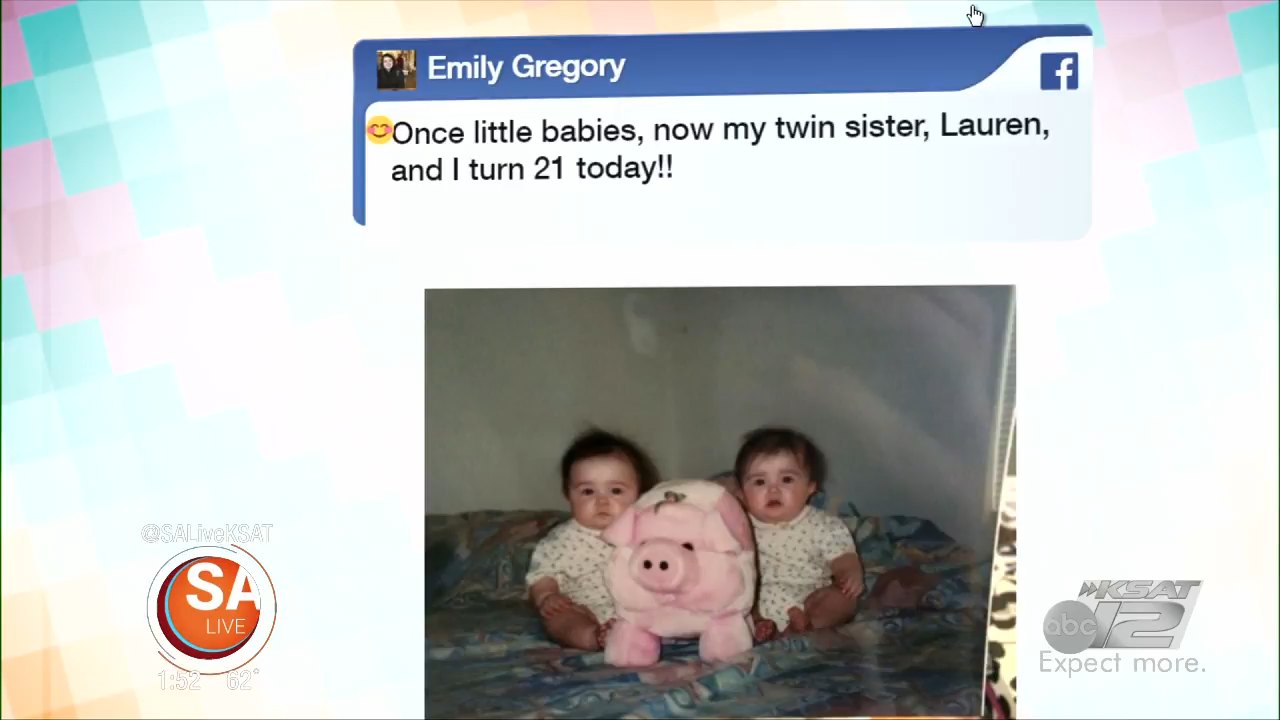 Emily Gregory
f
Once little babies, now my twin sister, Lauren,
and I turn 21 today!!
@SALiveKSAT
SA
LIVE
1:52 62°
KSAT
abc 12
Expect more.